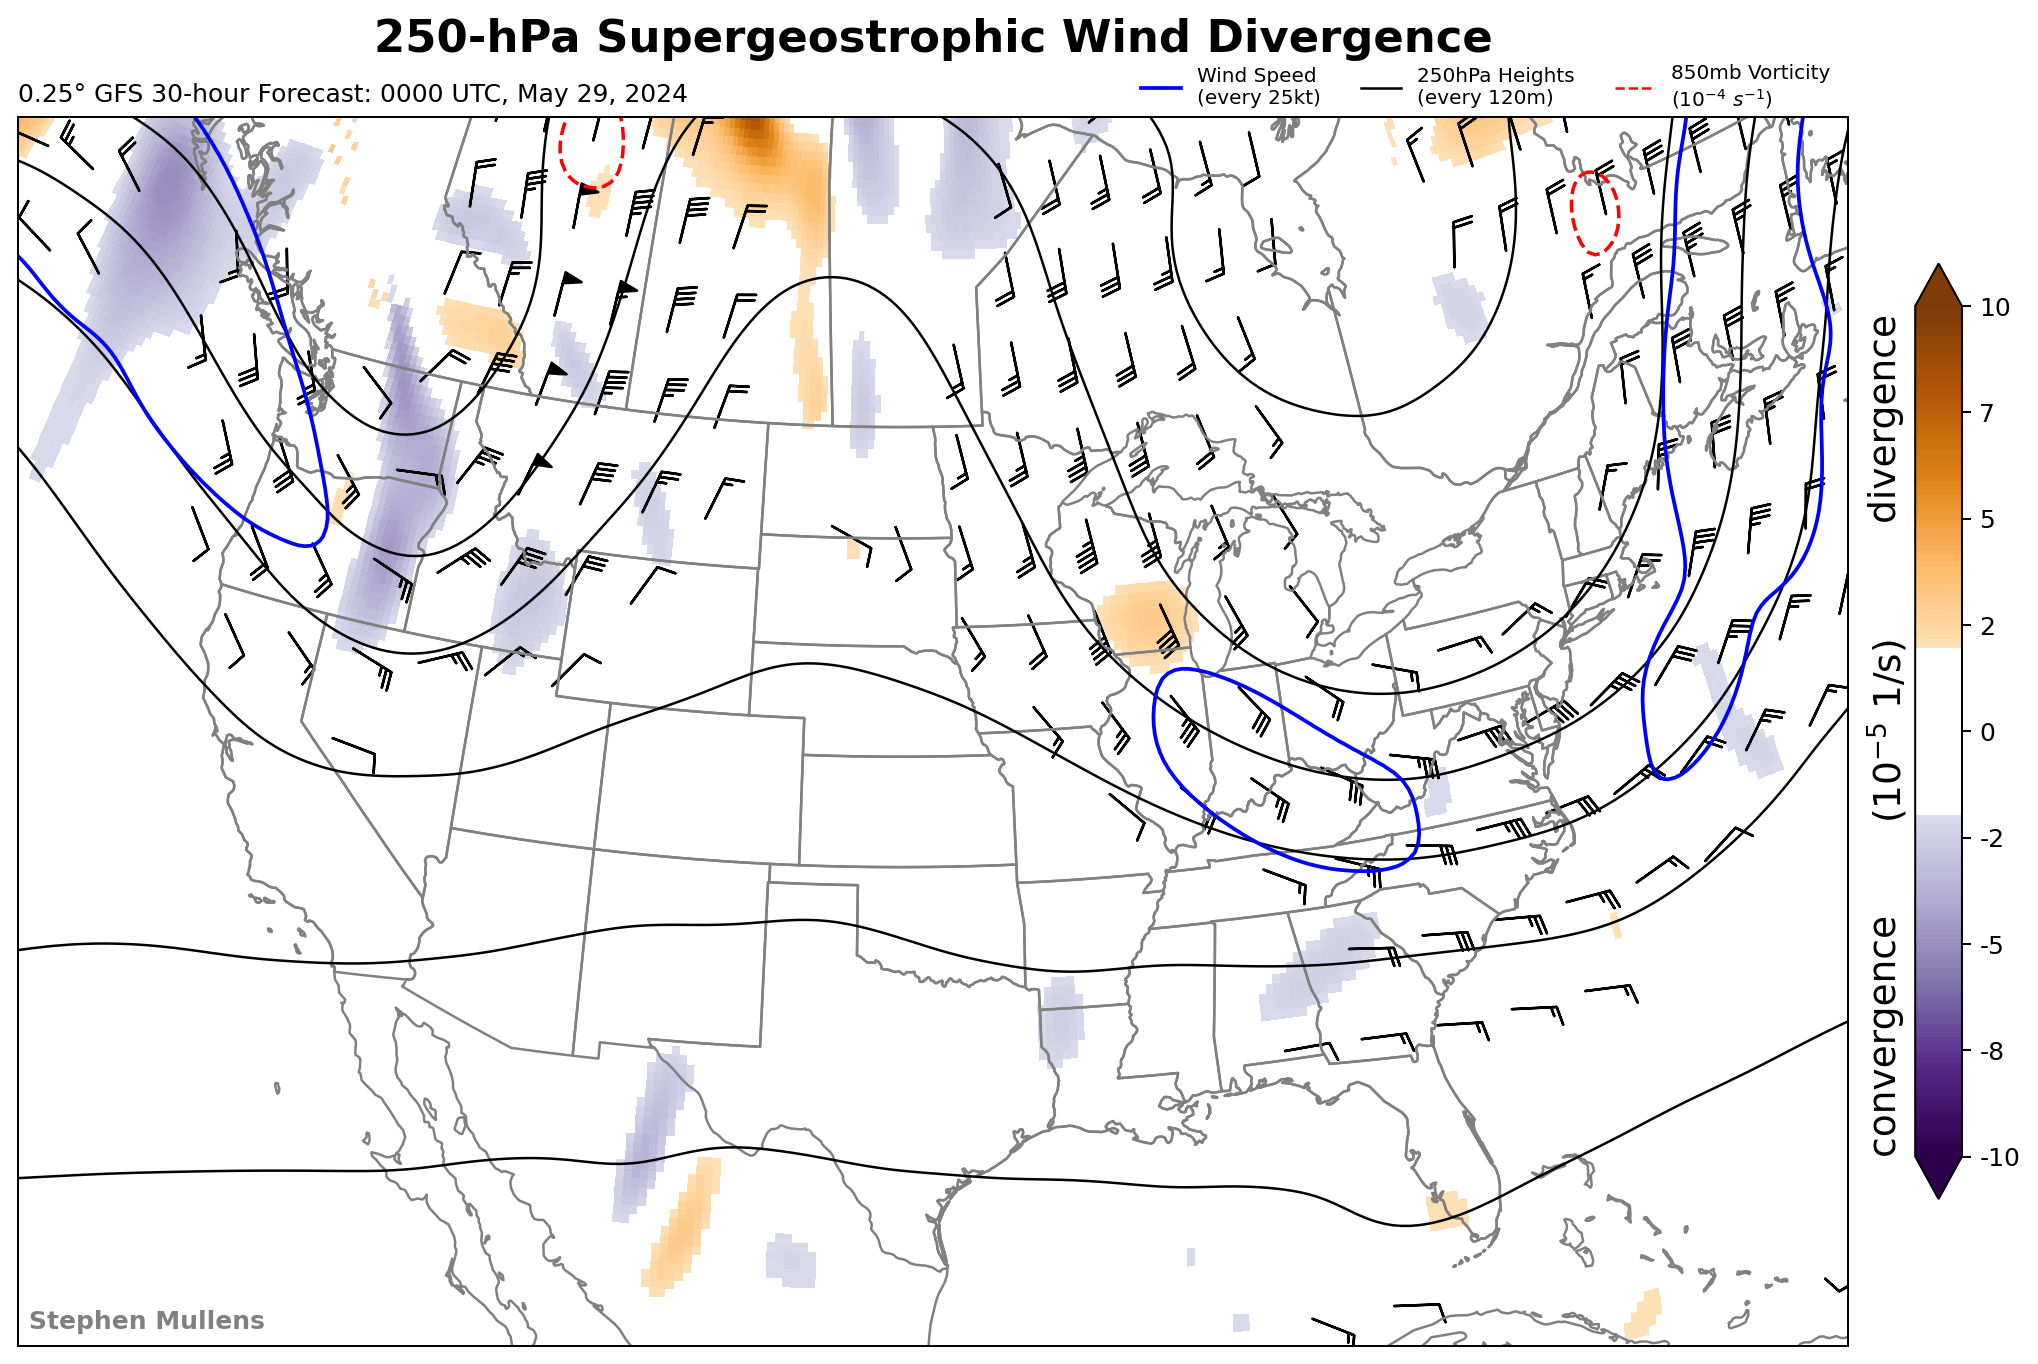 250-hPa Supergeostrophic Wind Divergence
0.25° GFS 30-hour Forecast: 0000 UTC, May 29, 2024
Wind Speed
(every 25kt)
250hPa Heights
(every 120m)
850mb Vorticity
(10⁻⁴ s⁻¹)
10
7
5
2
0
-2
-5
-8
-10
convergence (10⁻⁵ 1/s) divergence
Stephen Mullens